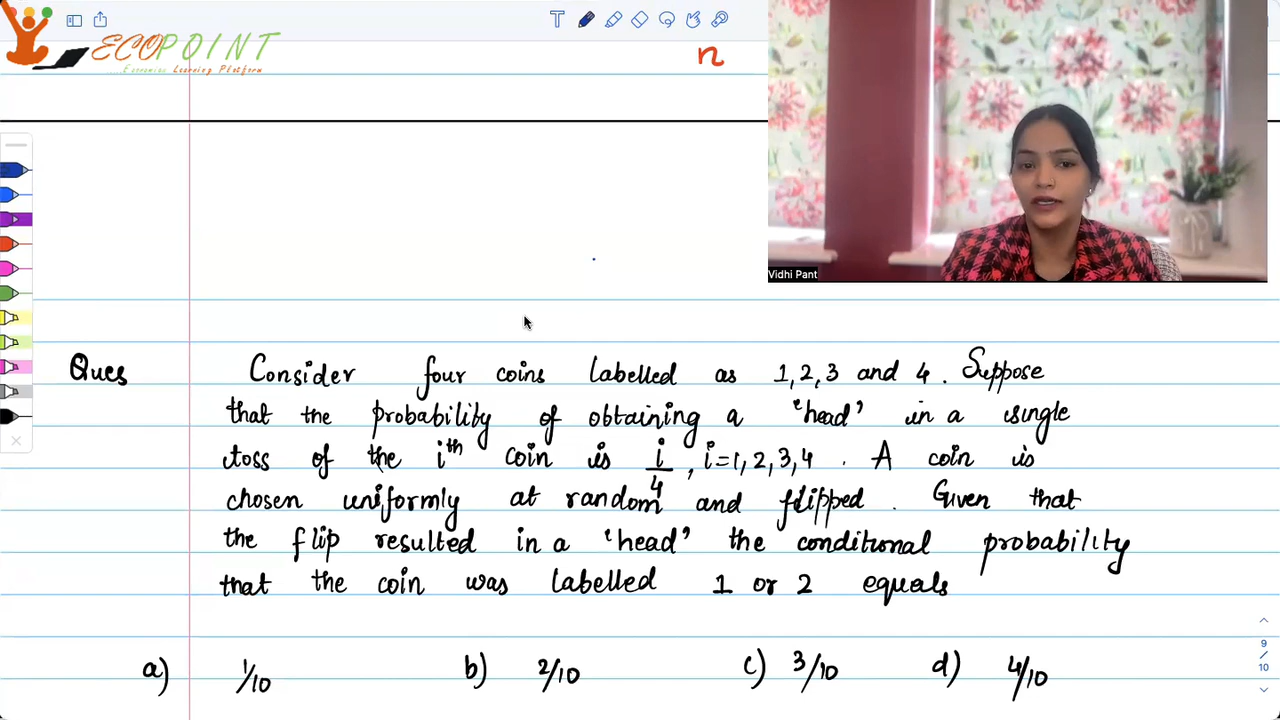 ECOPOINT
Economics Learning Platform
n
Vidhi Pant
Ques Consider four coins labelled as 1, 2, 3 and 4. Suppose
that the probability of obtaining a 'head' in a single
toss of the ith coin is i/4, i=1,2,3,4. A coin is
chosen uniformly at random and flipped. Given that
the flip resulted in a 'head' the conditional probability
that the coin was labelled 1 or 2 equals
a) 1/10 b) 2/10 c) 3/10 d) 4/10
9
/
10